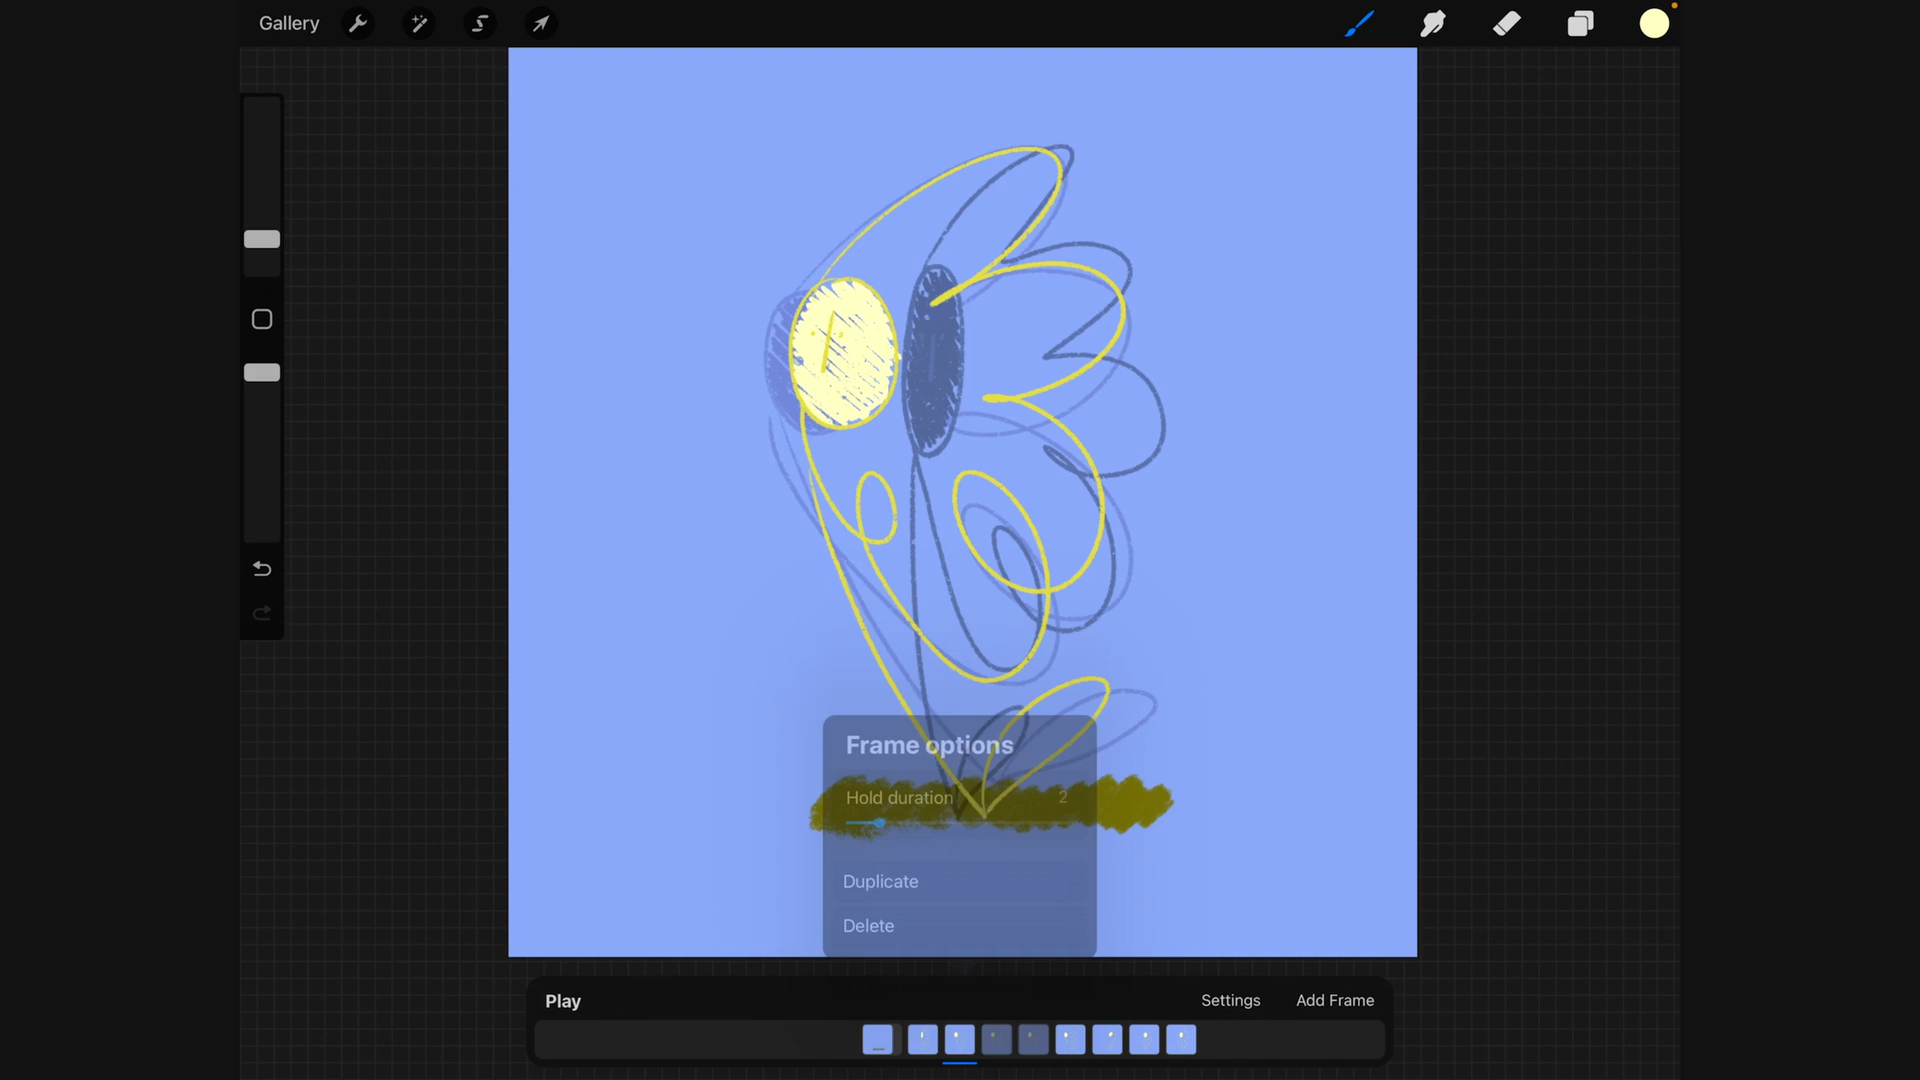 Gallery
Frame options
Hold duration 2
Duplicate
Delete
Play Settings Add Frame